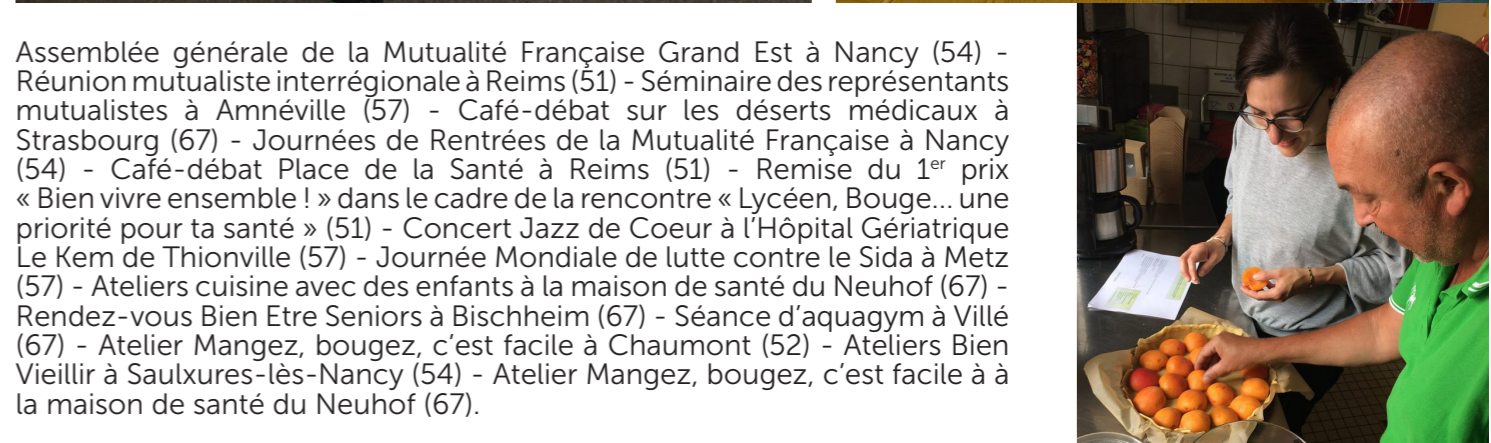 Assemblée générale de la Mutualité Française Grand Est à Nancy (54) -
Réunion mutualiste interrégionale à Reims (51) - Séminaire des représentants
mutualistes à Amnéville (57) - Café-débat sur les déserts médicaux à
Strasbourg (67) - Journées de Rentrées de la Mutualité Française à Nancy
(54) - Café-débat Place de la Santé à Reims (51) - Remise du 1er prix
« Bien vivre ensemble ! » dans le cadre de la rencontre « Lycéen, Bouge... une
priorité pour ta santé » (51) - Concert Jazz de Coeur à l'Hôpital Gériatrique
Le Kem de Thionville (57) - Journée Mondiale de lutte contre le Sida à Metz
(57) - Ateliers cuisine avec des enfants à la maison de santé du Neuhof (67) -
Rendez-vous Bien Etre Seniors à Bischheim (67) - Séance d'aquagym à Villé
(67) - Atelier Mangez, bougez, c'est facile à Chaumont (52) - Ateliers Bien
Vieillir à Saulxures-lès-Nancy (54) - Atelier Mangez, bougez, c'est facile à à
la maison de santé du Neuhof (67).